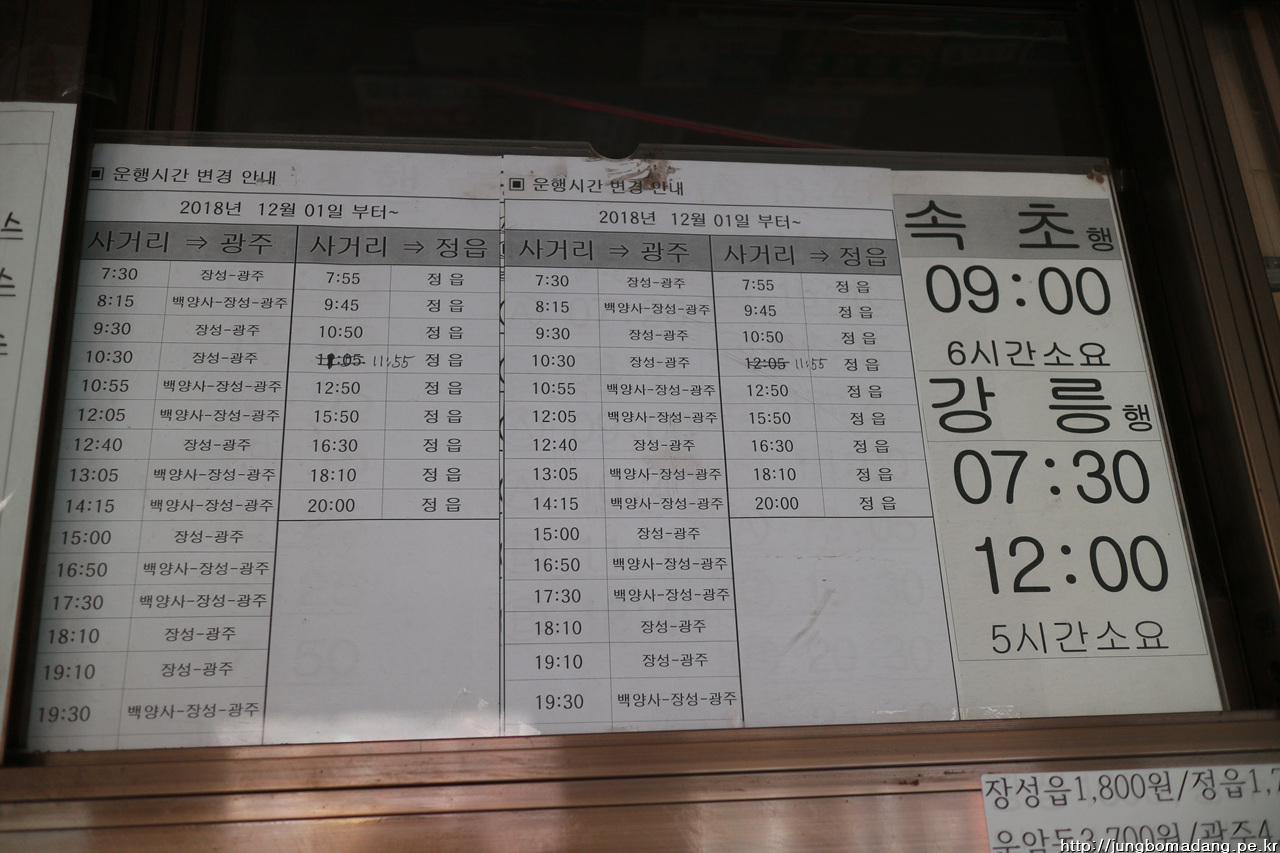 ▣ 운행시간 변경 안내
2018년 12월 01일 부터~
사거리 ⇒ 광주 사거리 ⇒ 정읍
7:30 장성-광주 7:55 정 읍
8:15 백양사-장성-광주 9:45 정 읍
9:30 장성-광주 10:50 정 읍
10:30 장성-광주 12:05 11:55 정 읍
10:55 백양사-장성-광주 12:50 정 읍
12:05 백양사-장성-광주 15:50 정 읍
12:40 장성-광주 16:30 정 읍
13:05 백양사-장성-광주 18:10 정 읍
14:15 백양사-장성-광주 20:00 정 읍
15:00 장성-광주
16:50 백양사-장성-광주
17:30 백양사-장성-광주
18:10 장성-광주
19:10 장성-광주
19:30 백양사-장성-광주
▣ 운행시간 변경 안내
2018년 12월 01일 부터~
사거리 ⇒ 광주 사거리 ⇒ 정읍
7:30 장성-광주 7:55 정 읍
8:15 백양사-장성-광주 9:45 정 읍
9:30 장성-광주 10:50 정 읍
10:30 장성-광주 12:05 11:55 정 읍
10:55 백양사-장성-광주 12:50 정 읍
12:05 백양사-장성-광주 15:50 정 읍
12:40 장성-광주 16:30 정 읍
13:05 백양사-장성-광주 18:10 정 읍
14:15 백양사-장성-광주 20:00 정 읍
15:00 장성-광주
16:50 백양사-장성-광주
17:30 백양사-장성-광주
18:10 장성-광주
19:10 장성-광주
19:30 백양사-장성-광주
속 초행
09:00
6시간소요
강 릉행
07:30
12:00
5시간소요
장성읍1,800원/정읍
운암동3,700원/광주
http://jungbomadang.pe.kr